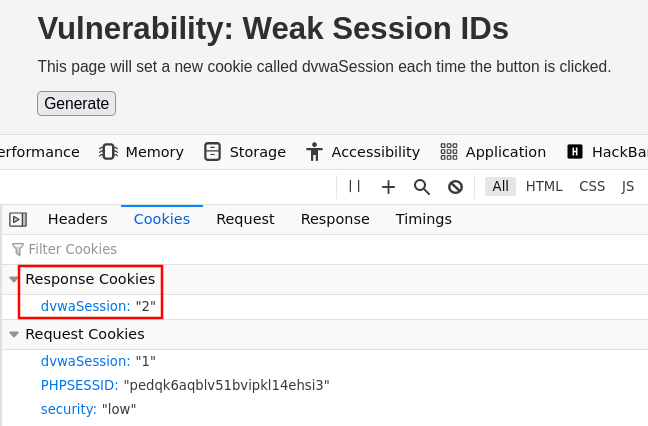 Vulnerability: Weak Session IDs
This page will set a new cookie called dvwaSession each time the button is clicked.
Generate
erformance Memory Storage Accessibility Application H HackBa
All HTML CSS JS
Headers Cookies Request Response Timings
Filter Cookies
Response Cookies
dvwaSession: "2"
Request Cookies
dvwaSession: "1"
PHPSESSID: "pedqk6aqblv51bvipkl14ehsi3"
security: "low"